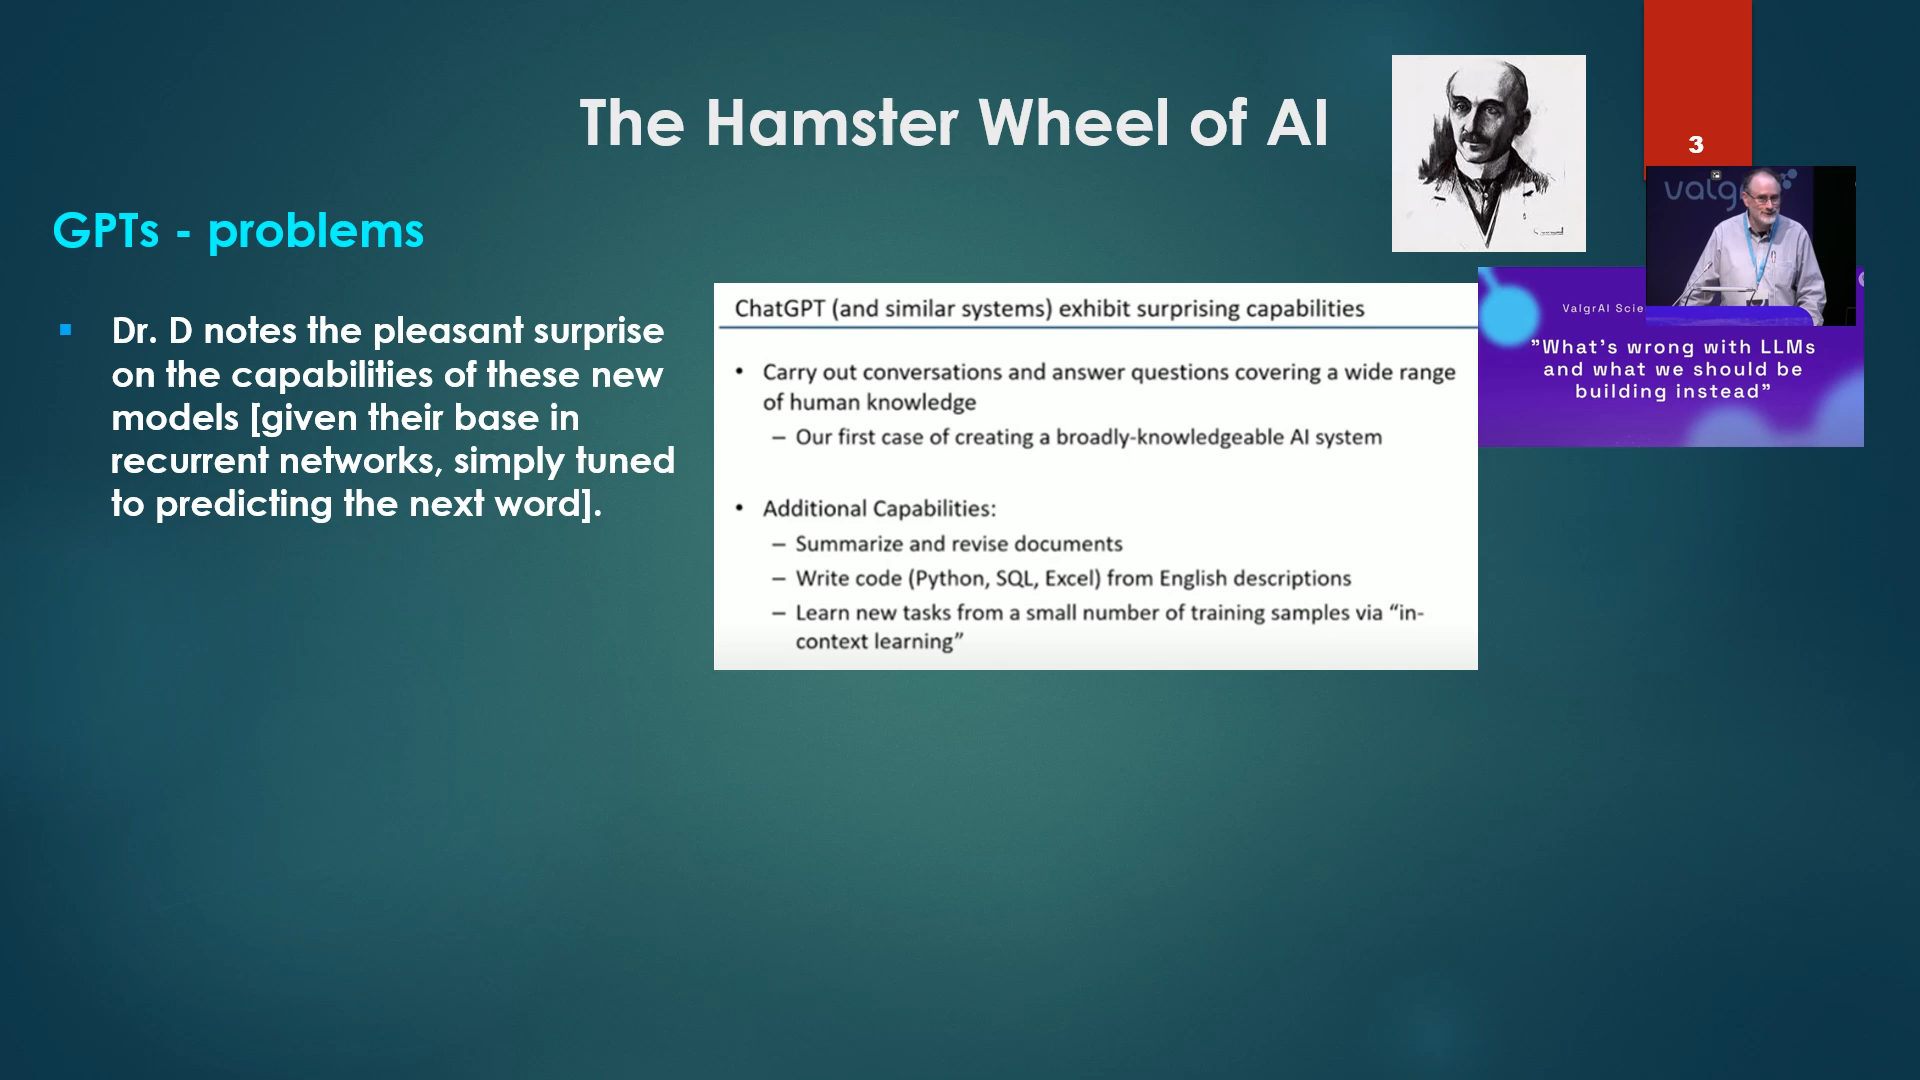 The Hamster Wheel of AI
3
GPTs - problems
▪ Dr. D notes the pleasant surprise
on the capabilities of these new
models [given their base in
recurrent networks, simply tuned
to predicting the next word].
ChatGPT (and similar systems) exhibit surprising capabilities
• Carry out conversations and answer questions covering a wide range
of human knowledge
– Our first case of creating a broadly-knowledgeable AI system
• Additional Capabilities:
– Summarize and revise documents
– Write code (Python, SQL, Excel) from English descriptions
– Learn new tasks from a small number of training samples via “in-
context learning”
valg
ValgrAI Scie
"What's wrong with LLMs
and what we should be
building instead"